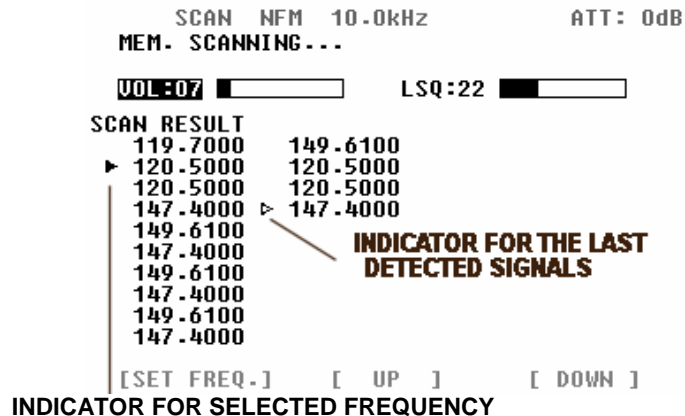 SCAN NFM 10.0kHz ATT: 0dB
MEM. SCANNING...
VOL:07 LSQ:22
SCAN RESULT
119.7000 149.6100
120.5000 120.5000
120.5000 120.5000
147.4000 147.4000
149.6100
147.4000
149.6100
147.4000
149.6100
147.4000
INDICATOR FOR THE LAST
DETECTED SIGNALS
[SET FREQ.] [ UP ] [ DOWN ]
INDICATOR FOR SELECTED FREQUENCY